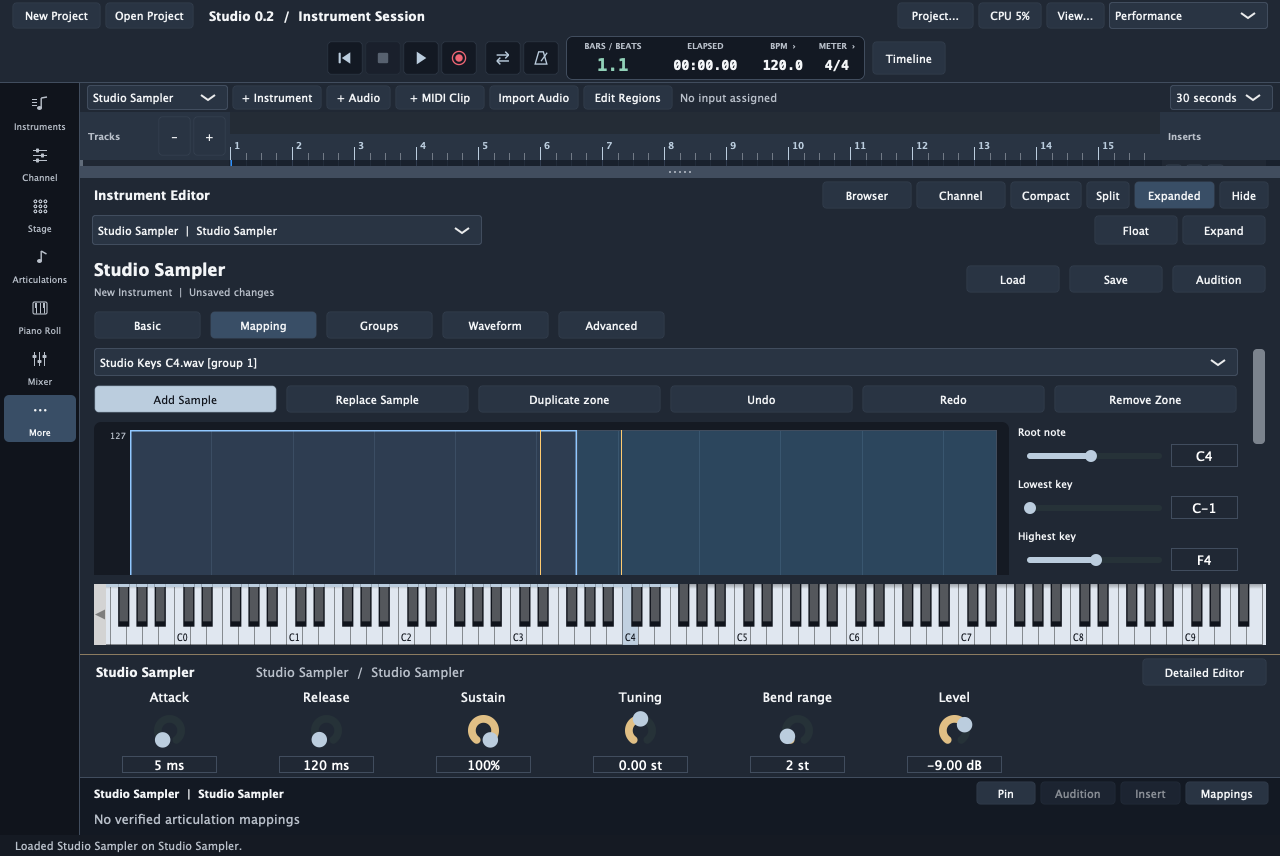 New Project Open Project Studio 0.2 / Instrument Session Project... CPU 5% View... Performance
BARS / BEATS ELAPSED BPM › METER ›
1.1 00:00.00 120.0 4/4 Timeline
Instruments
Channel
Stage
Articulations
Piano Roll
Mixer
More
Studio Sampler + Instrument + Audio + MIDI Clip Import Audio Edit Regions No input assigned 30 seconds
Tracks - + 1 2 3 4 5 6 7 8 9 10 11 12 13 14 15 Inserts
Instrument Editor Browser Channel Compact Split Expanded Hide
Studio Sampler | Studio Sampler Float Expand
Studio Sampler
New Instrument | Unsaved changes Load Save Audition
Basic Mapping Groups Waveform Advanced
Studio Keys C4.wav [group 1]
Add Sample Replace Sample Duplicate zone Undo Redo Remove Zone
127
Root note
C4
Lowest key
C-1
Highest key
F4
C0 C1 C2 C3 C4 C5 C6 C7 C8 C9
Studio Sampler Studio Sampler / Studio Sampler Detailed Editor
Attack Release Sustain Tuning Bend range Level
5 ms 120 ms 100% 0.00 st 2 st -9.00 dB
Studio Sampler | Studio Sampler Pin Audition Insert Mappings
No verified articulation mappings
Loaded Studio Sampler on Studio Sampler.